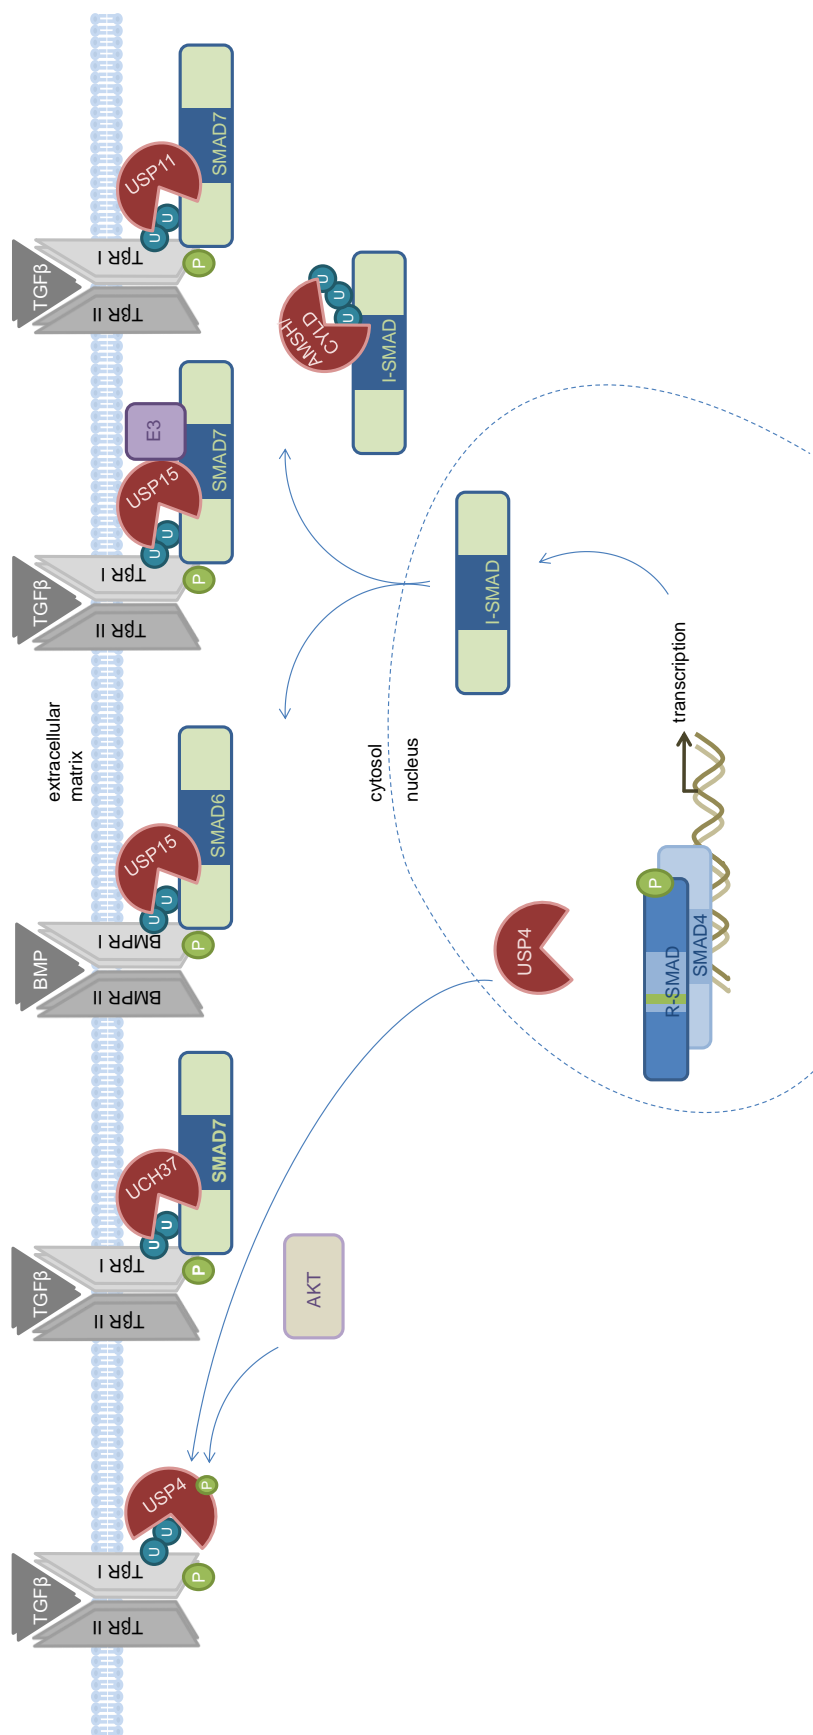 TGFβ
TβR II
TβR I
U
U
P
USP4
P
TGFβ
TβR II
TβR I
U
U
P
UCH37
SMAD7
BMP
BMPR II
BMPR I
U
U
P
USP15
SMAD6
extracellular
matrix
TGFβ
TβR II
TβR I
U
U
P
USP15
E3
SMAD7
TGFβ
TβR II
TβR I
U
U
P
USP11
SMAD7
AKT
AMSH/
CYLD
U
U
U
I-SMAD
cytosol
nucleus
USP4
I-SMAD
P
R-SMAD
SMAD4
transcription